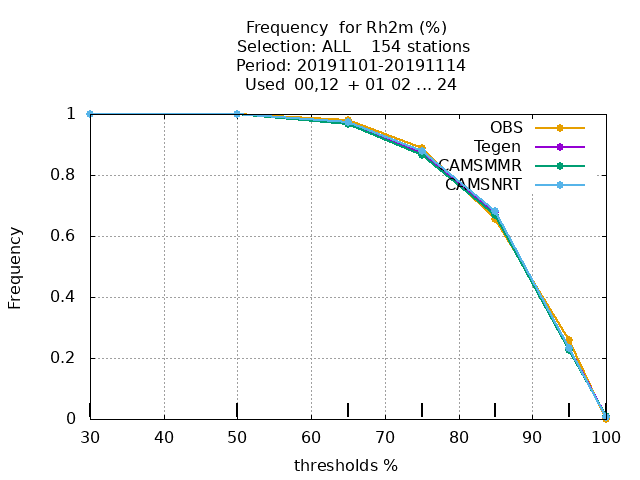 Frequency for Rh2m (%)
Selection: ALL 154 stations
Period: 20191101-20191114
Used 00,12 + 01 02 ... 24
OBS
Tegen
CAMSMMR
CAMSNRT
1
0.8
0.6
0.4
0.2
0
Frequency
30 40 50 60 70 80 90 100
thresholds %